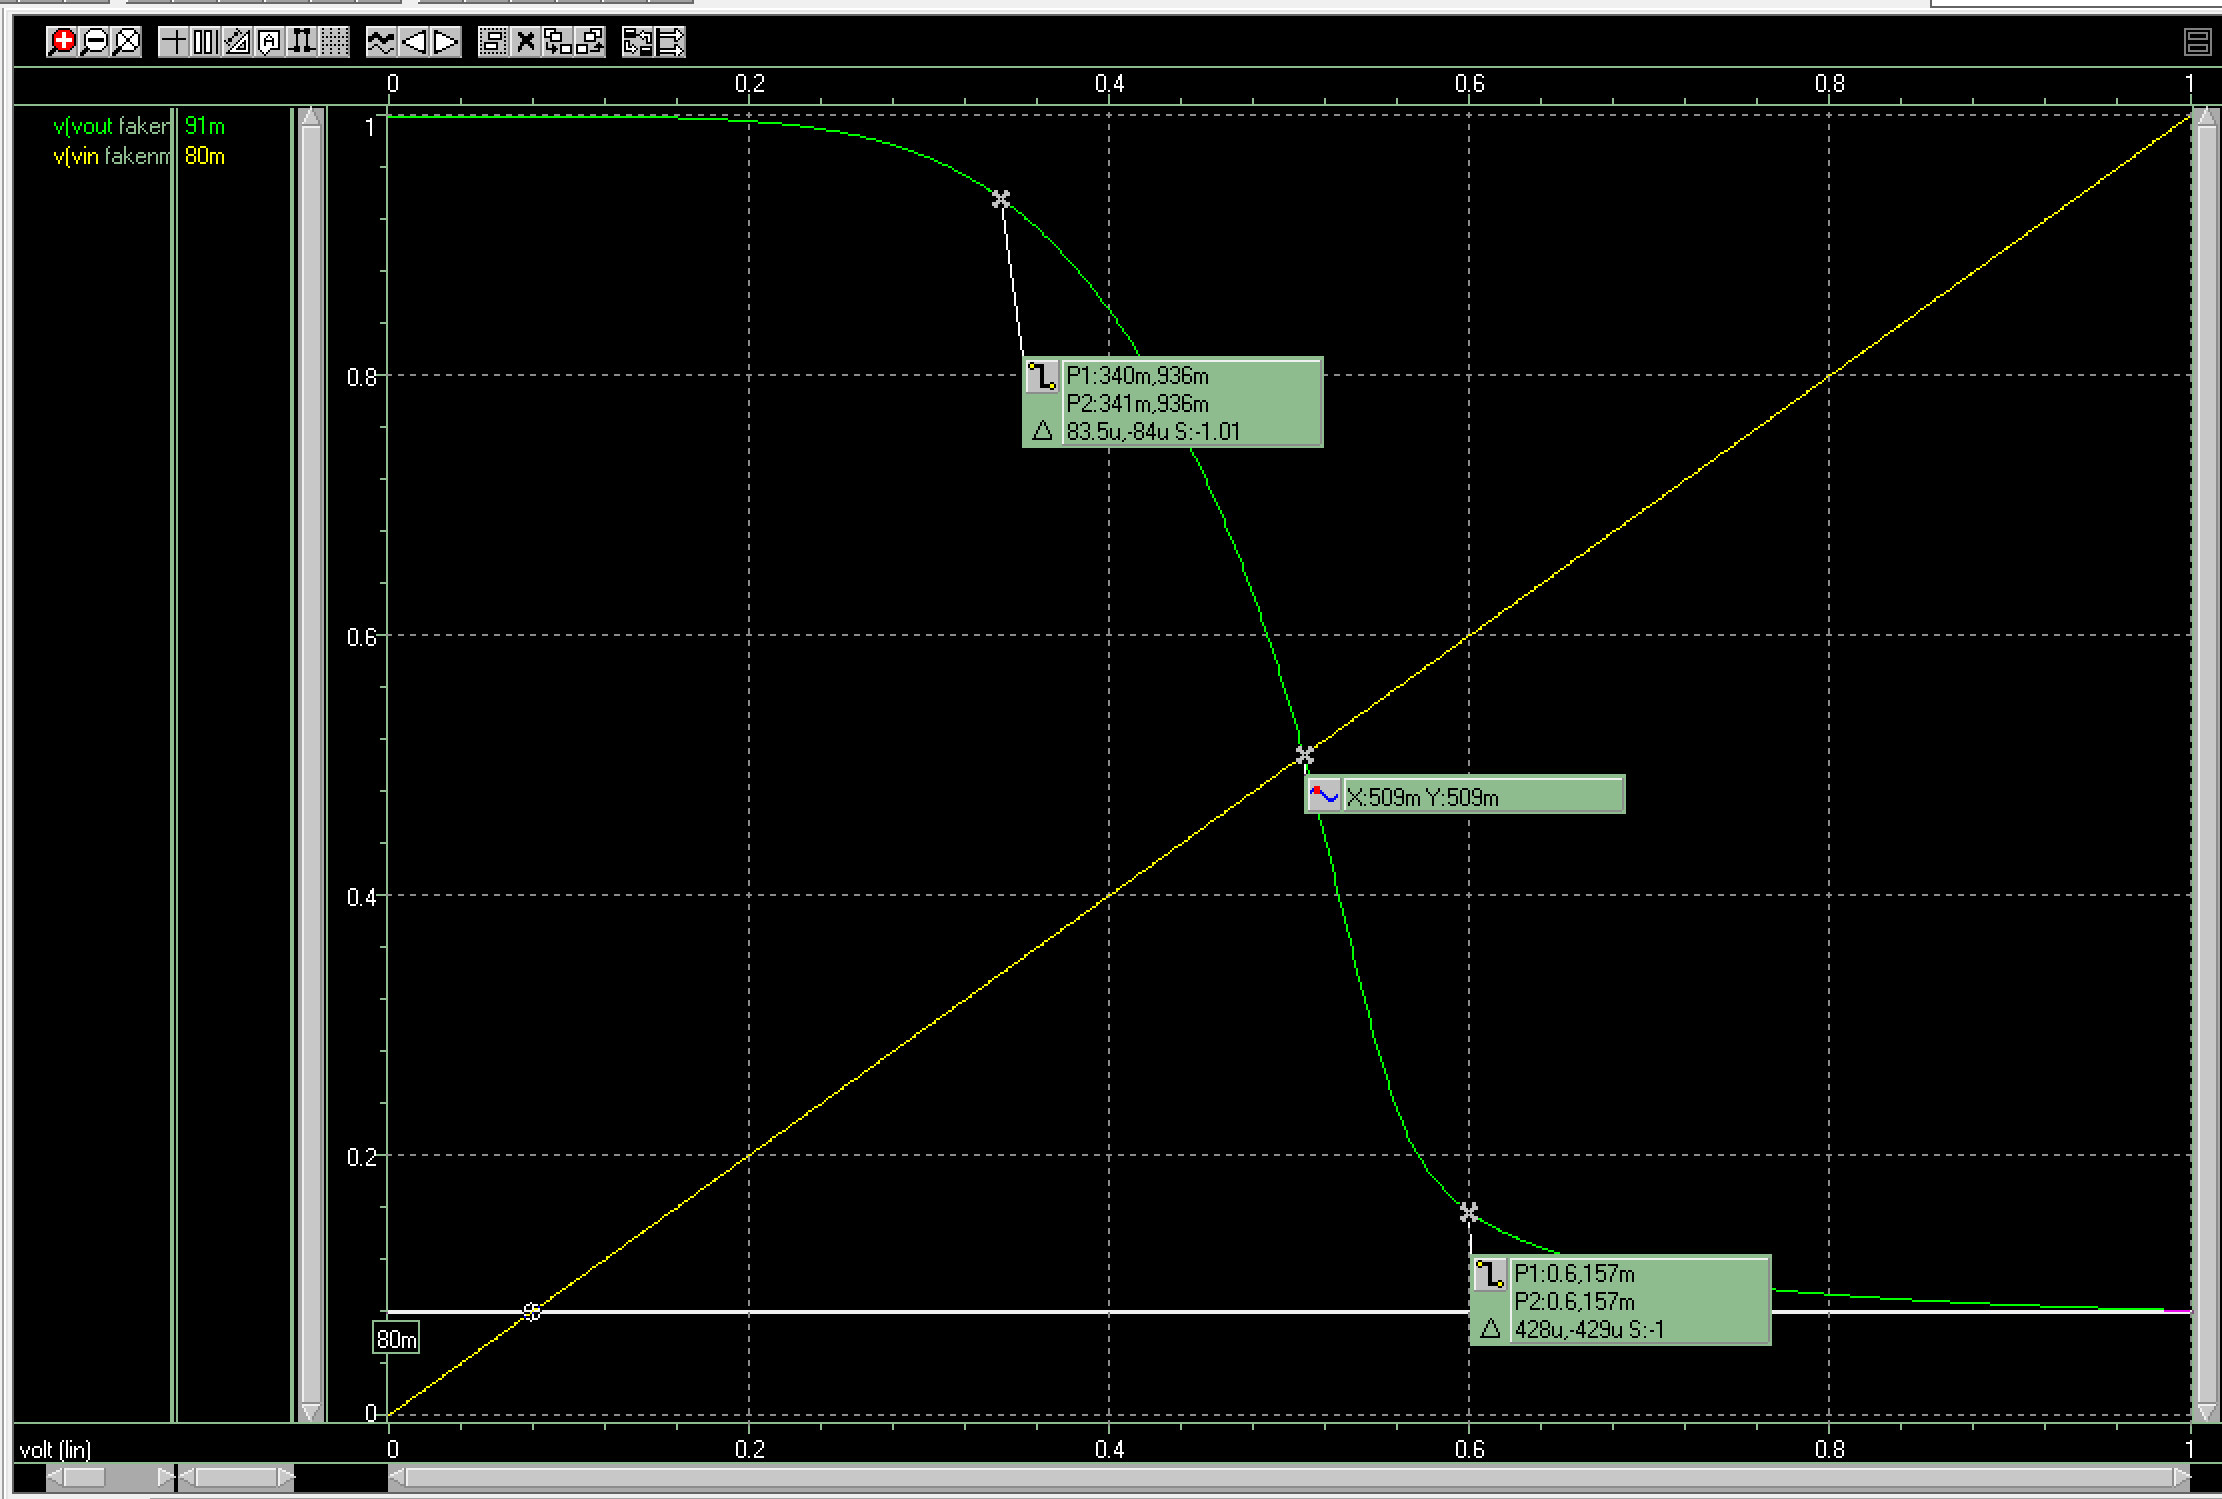 0 0.2 0.4 0.6 0.8 1
v(vout faken 91m
v(vin fakenm 80m
1
0.8
0.6
0.4
0.2
0
P1:340m,936m
P2:341m,936m
△ 83.5u,-84u S:-1.01
X:509m Y:509m
P1:0.6,157m
P2:0.6,157m
△ 428u,-429u S:-1
80m
volt (lin) 0 0.2 0.4 0.6 0.8 1